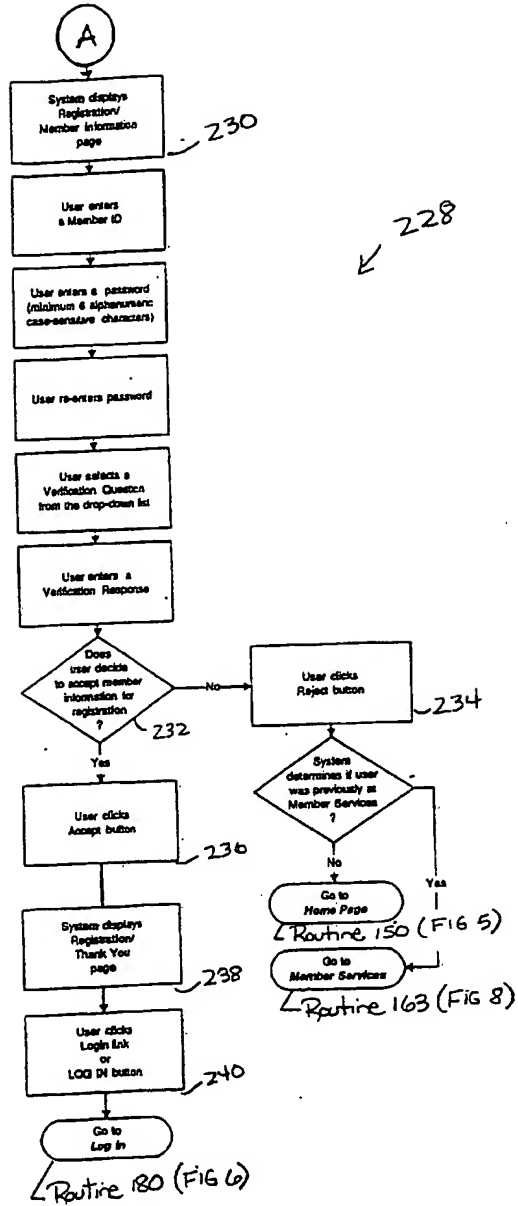 A
System displays
Registration/
Member Information
page
230
User enters
a Member ID
228
User enters a password
(minimum 6 alphanumeric
case-sensitive characters)
User re-enters password
User selects a
Verification Question
from the drop-down list
User enters a
Verification Response
Does
user decide
to accept member
information for
registration
?
232
No
User clicks
Reject button
234
Yes
System
determines if user
was previously at
Member Services
?
User clicks
Accept button
236
No
Yes
Go to
Home Page
Routine 150 (FIG 5)
System displays
Registration/
Thank You
page
238
Go to
Member Services
Routine 163 (FIG 8)
User clicks
Login link
or
LOG IN button
240
Go to
Log In
Routine 180 (FIG 6)